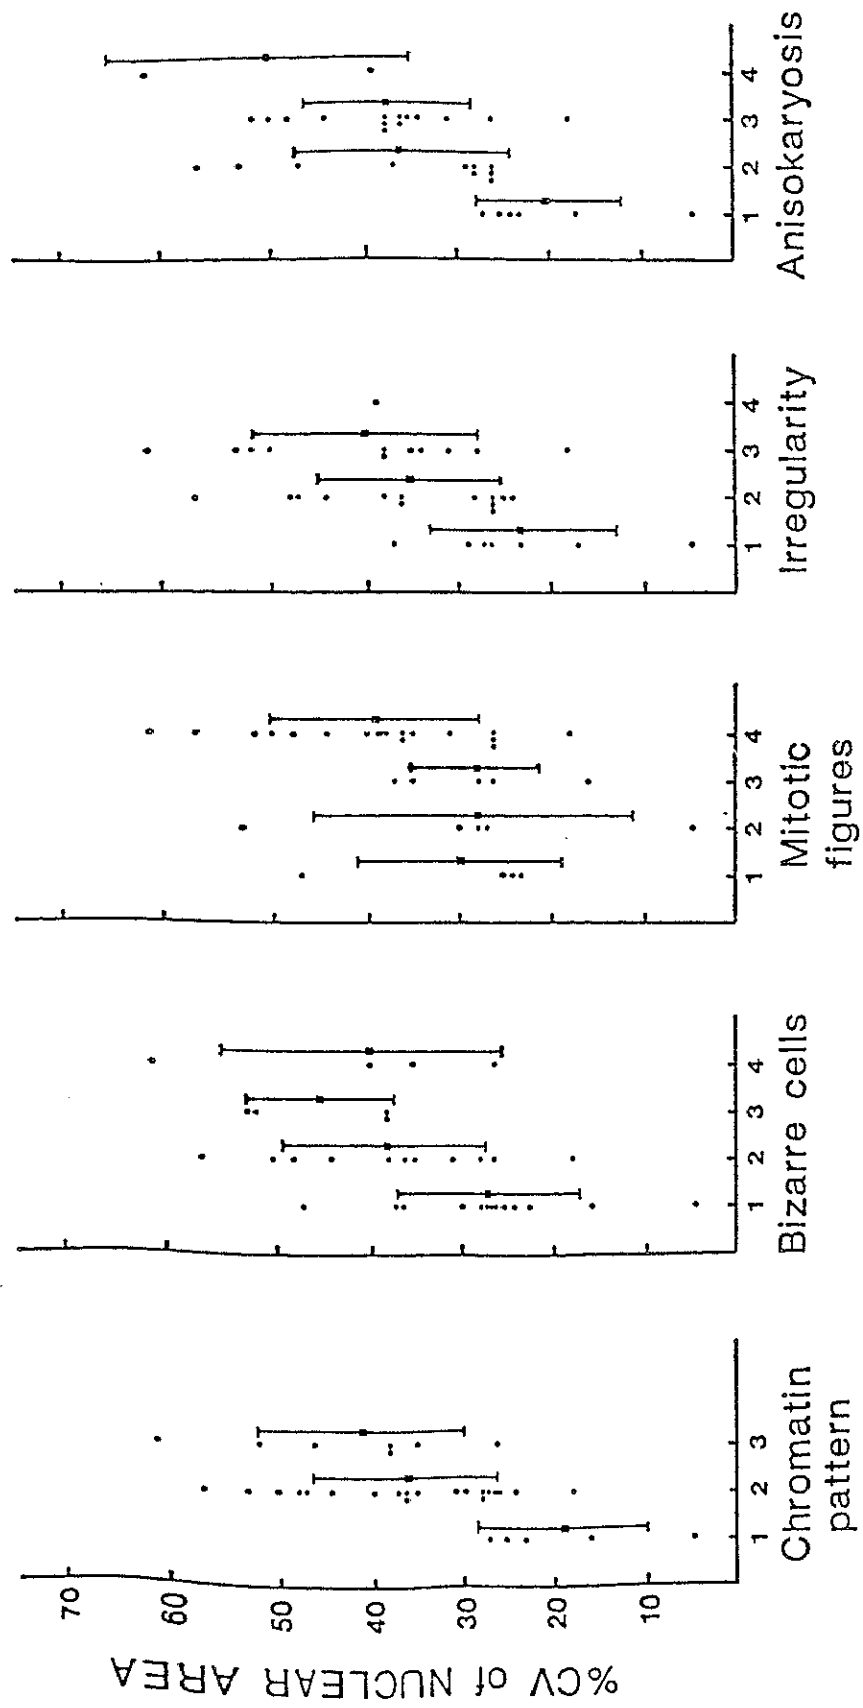 %CV of NUCLEAR AREA
70
60
50
40
30
20
10
1 2 3
Chromatin
pattern
1 2 3 4
Bizarre cells
1 2 3 4
Mitotic
figures
1 2 3 4
Irregularity
1 2 3 4
Anisokaryosis